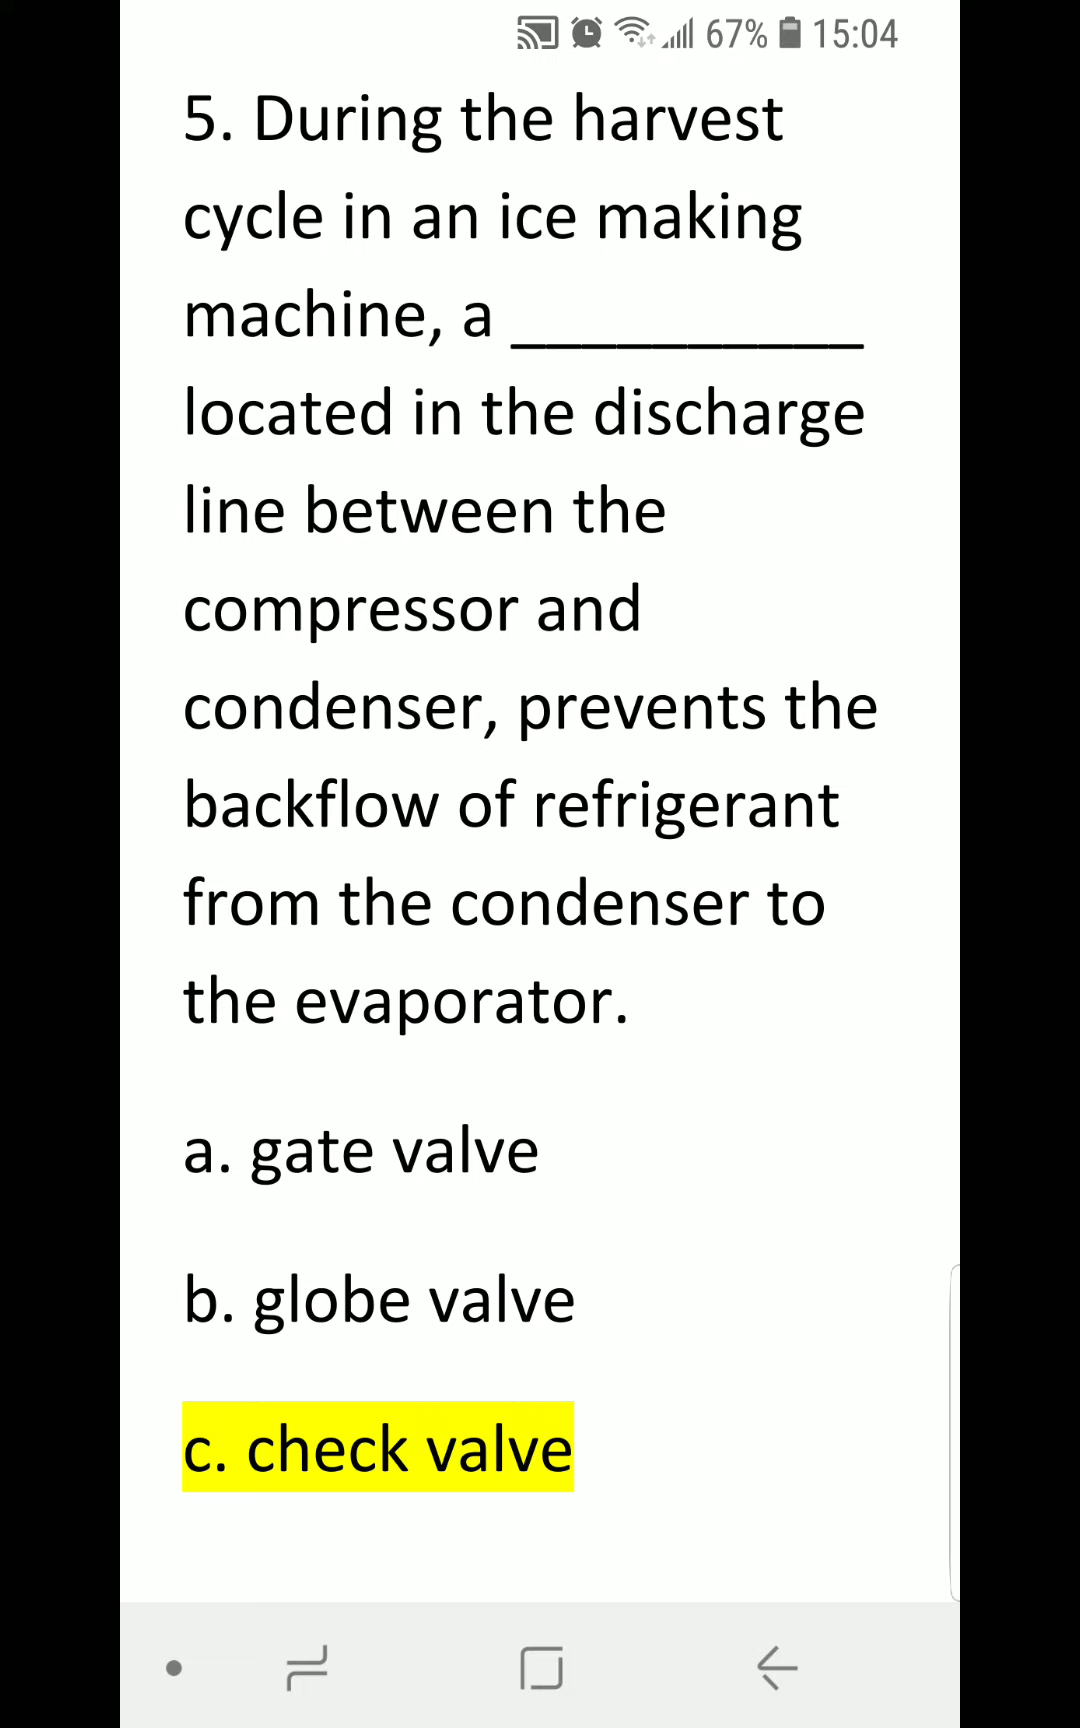 67% 15:04
5. During the harvest
cycle in an ice making
machine, a __________
located in the discharge
line between the
compressor and
condenser, prevents the
backflow of refrigerant
from the condenser to
the evaporator.
a. gate valve
b. globe valve
c. check valve